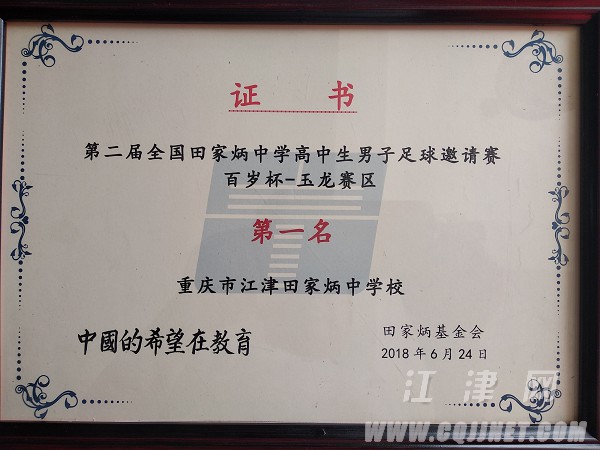 证 书
第二届全国田家炳中学高中生男子足球邀请赛
百岁杯-玉龙赛区
第一名
重庆市江津田家炳中学校
中國的希望在教育
田家炳基金会
2018年6月24日
江津网
WWW.CQJJNET.COM